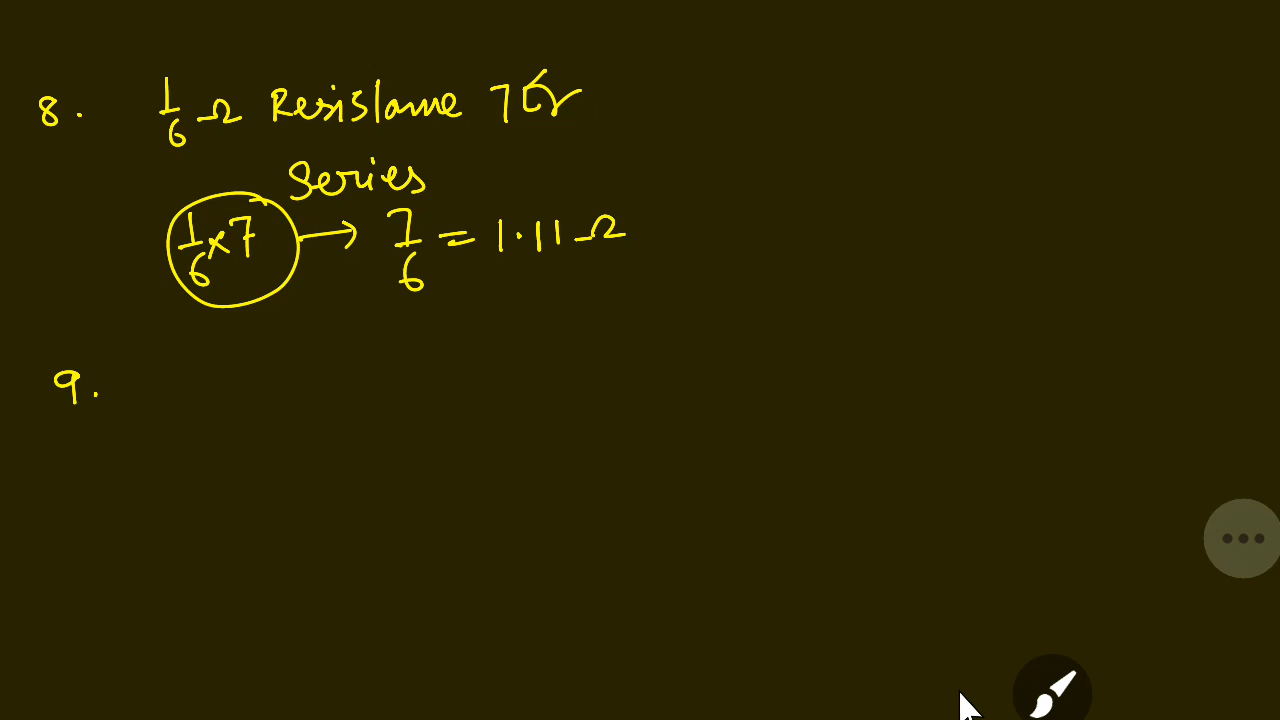 8. 1/6 Ω Resistance 7
Series
1/6 × 7 → 7/6 = 1.11 Ω
9.